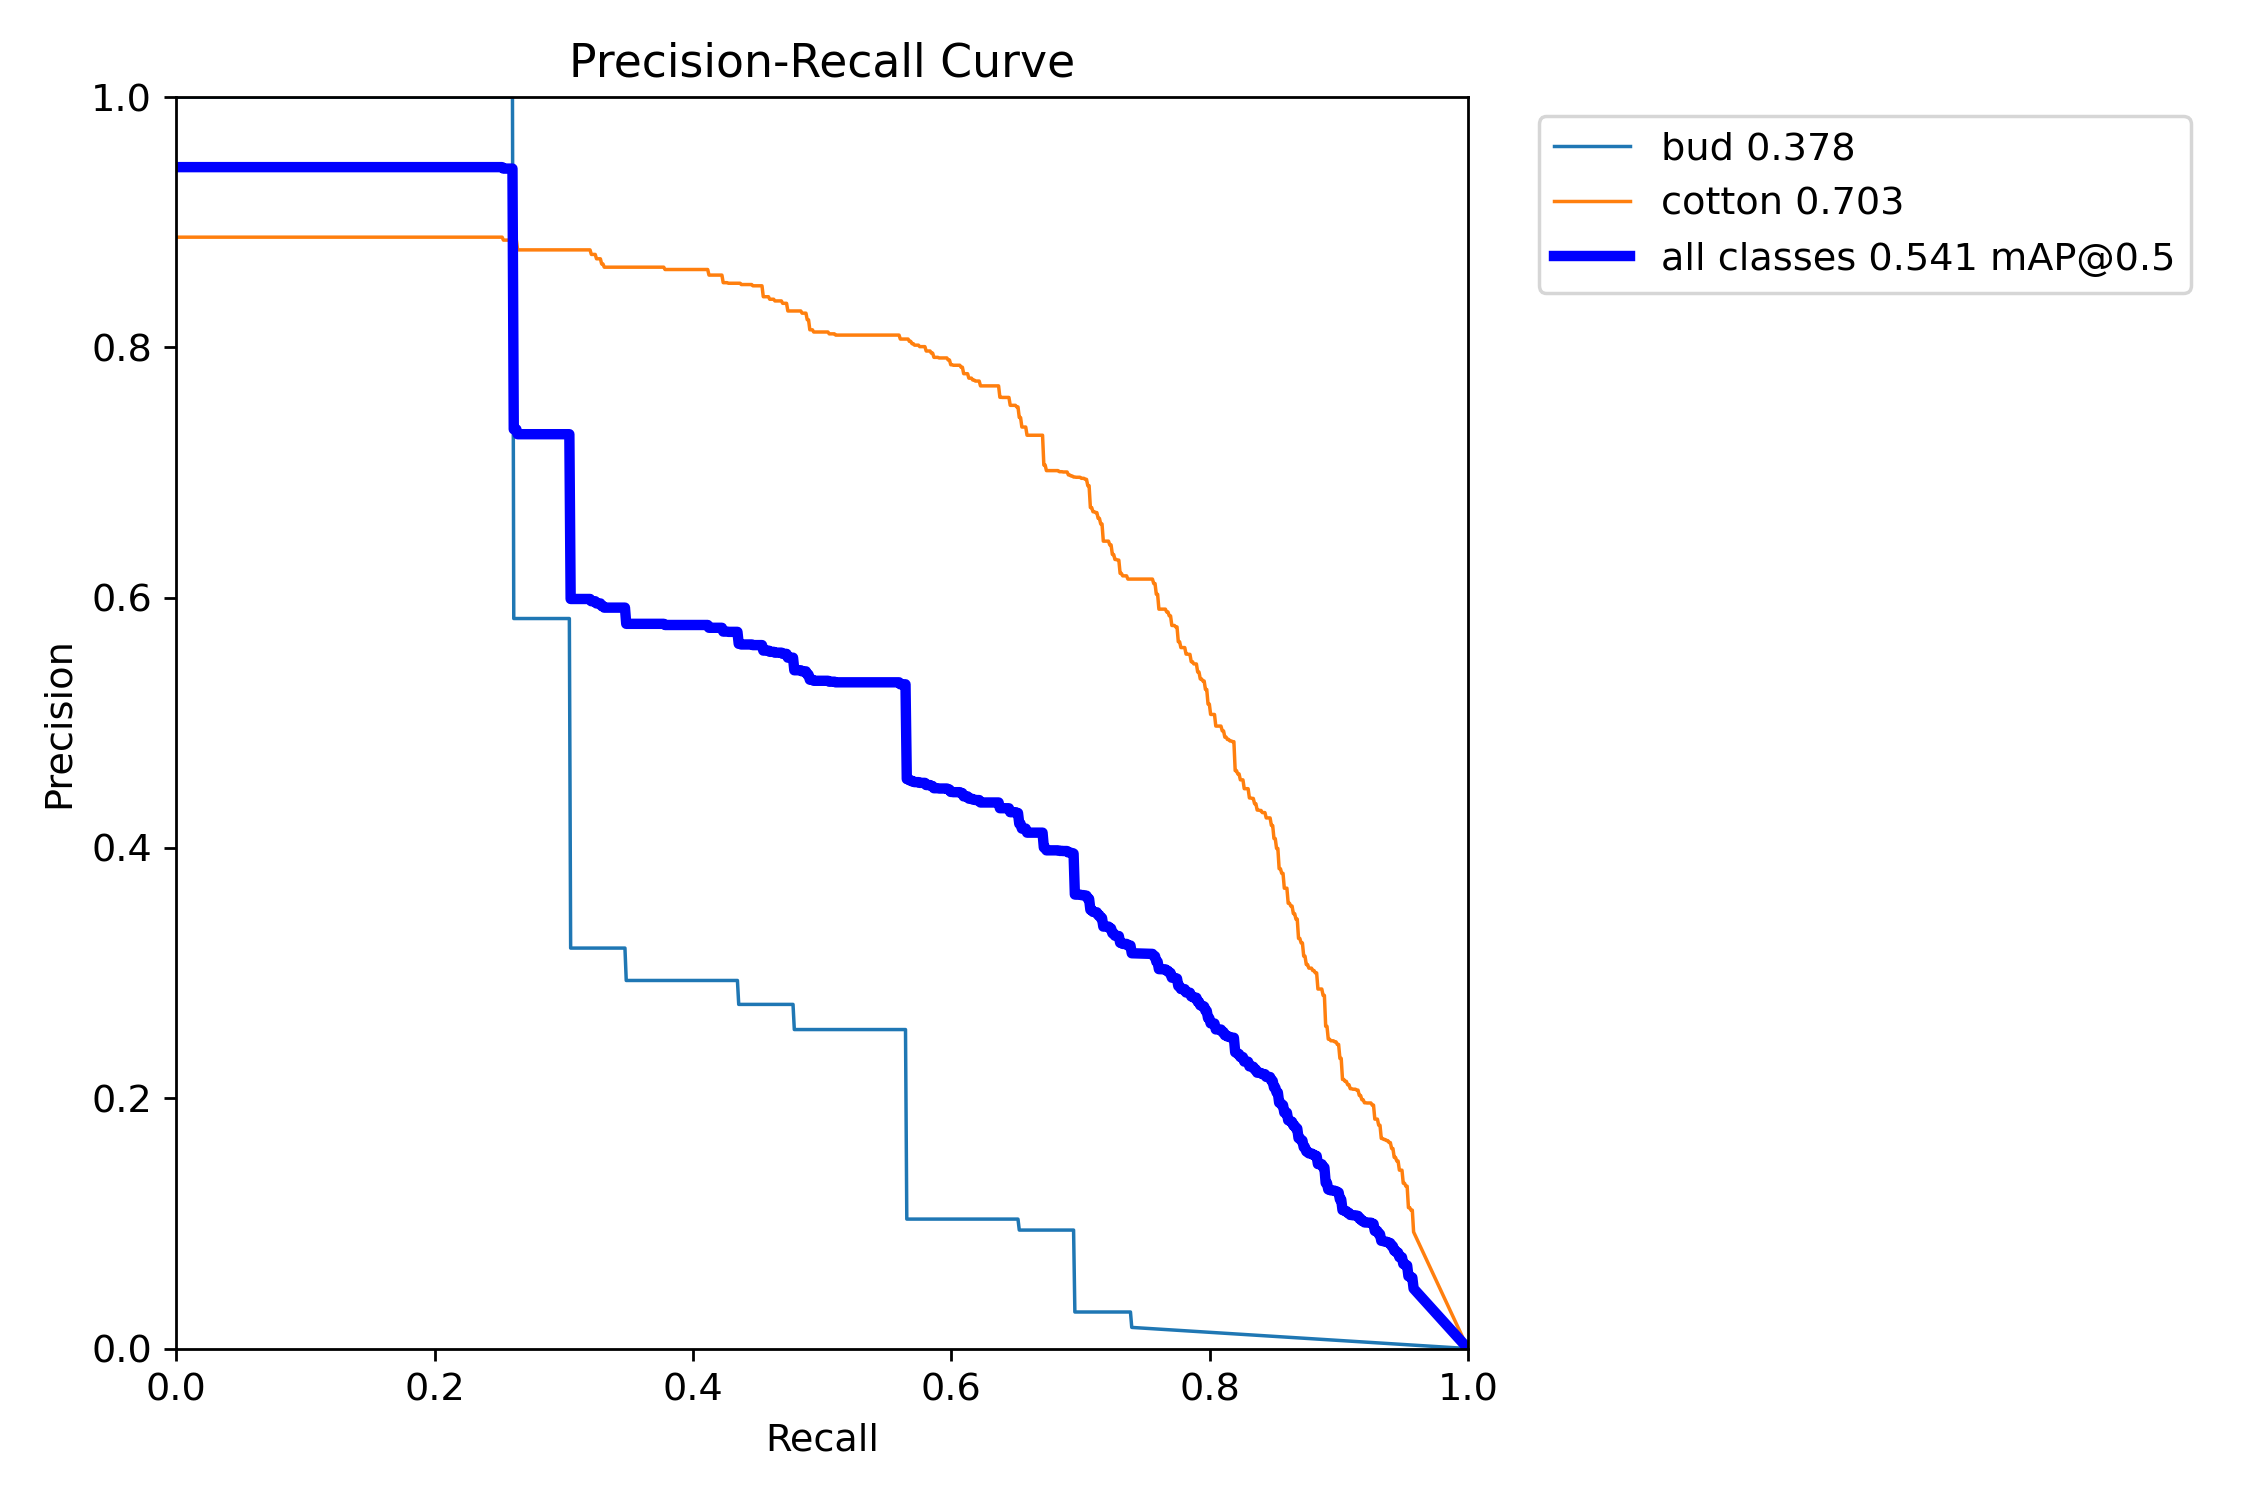 Precision-Recall Curve
1.0
0.8
0.6
0.4
0.2
0.0
Precision
0.0 0.2 0.4 0.6 0.8 1.0
Recall
bud 0.378
cotton 0.703
all classes 0.541 mAP@0.5